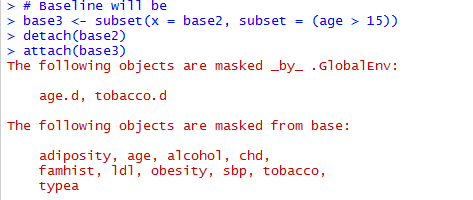 > # Baseline will be
> base3 <- subset(x = base2, subset = (age > 15))
> detach(base2)
> attach(base3)
The following objects are masked _by_ .GlobalEnv:
age.d, tobacco.d
The following objects are masked from base:
adiposity, age, alcohol, chd,
famhist, ldl, obesity, sbp, tobacco,
typea